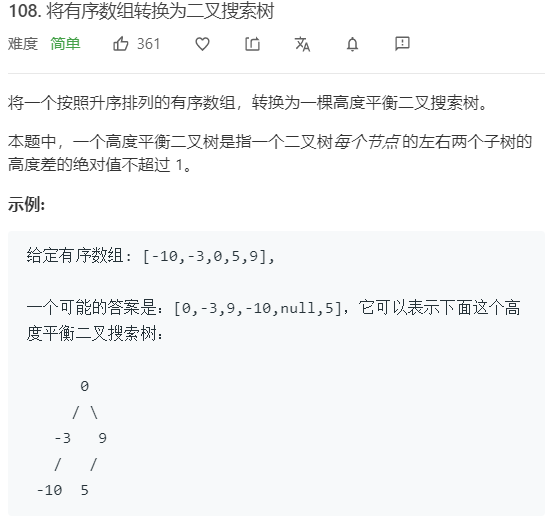 108. 将有序数组转换为二叉搜索树
难度 简单 361
将一个按照升序排列的有序数组，转换为一棵高度平衡二叉搜索树。
本题中，一个高度平衡二叉树是指一个二叉树每个节点 的左右两个子树的
高度差的绝对值不超过 1。
示例:
给定有序数组: [-10,-3,0,5,9],
一个可能的答案是：[0,-3,9,-10,null,5]，它可以表示下面这个高
度平衡二叉搜索树：
0
/ \
-3 9
/ /
-10 5